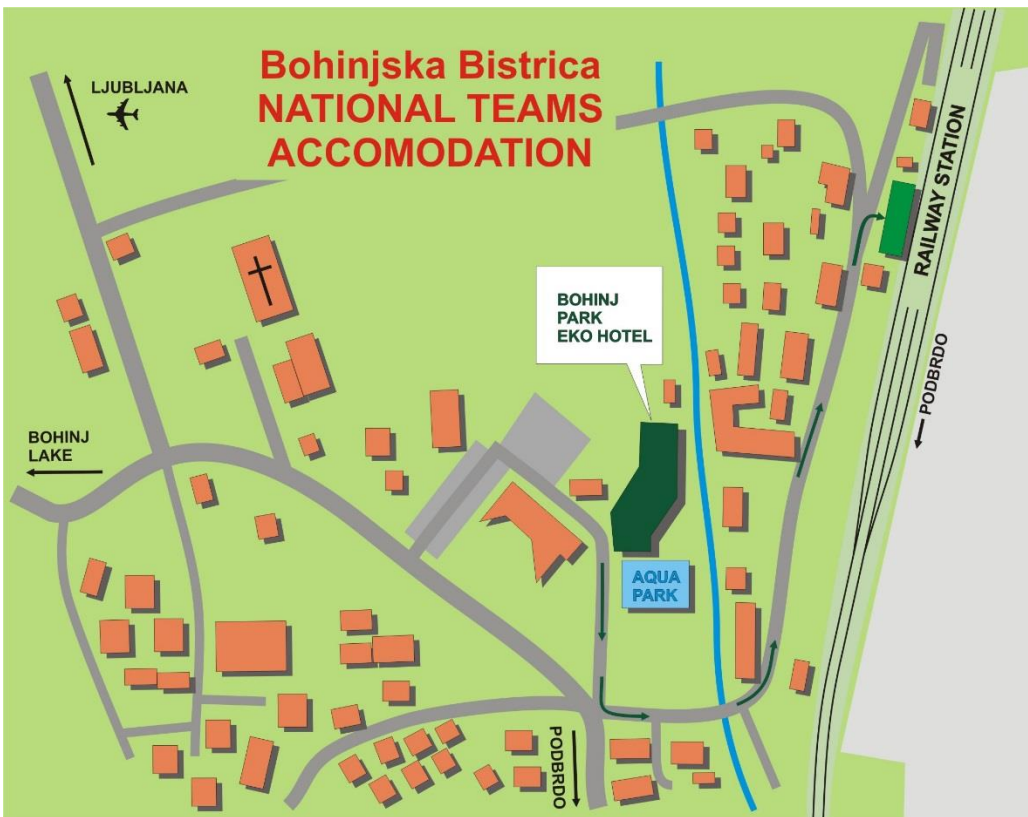 Bohinjska Bistrica
NATIONAL TEAMS
ACCOMODATION
LJUBLJANA
RAILWAY STATION
BOHINJ
PARK
EKO HOTEL
PODBRDO
BOHINJ
LAKE
AQUA
PARK
PODBRDO